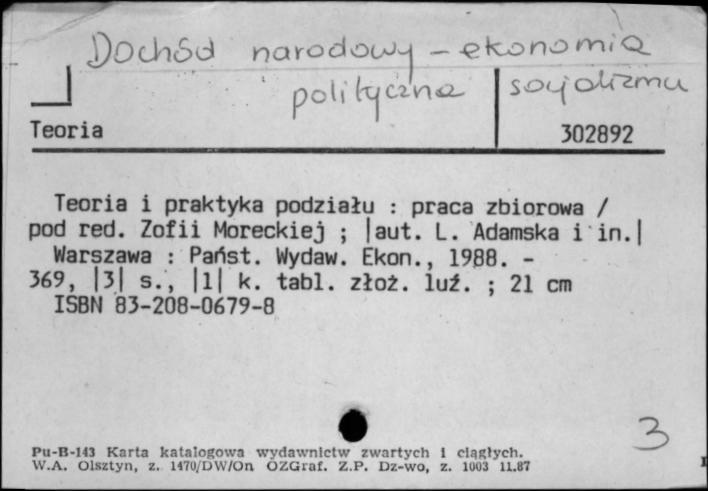 Dochód narodowy – ekonomia
polityczna socjalizmu
Teoria 302892
Teoria i praktyka podziału : praca zbiorowa /
pod red. Zofii Moreckiej ; |aut. L. Adamska i in.|
Warszawa : Państ. Wydaw. Ekon., 1988. -
369, |3| s., |1| k. tabl. złoż. luź. ; 21 cm
ISBN 83-208-0679-8
3
Pu-B-143 Karta katalogowa wydawnictw zwartych i ciągłych.
W.A. Olsztyn, z. 1470/DW/On OZGraf. Z.P. Dz-wo, z. 1003 11.87